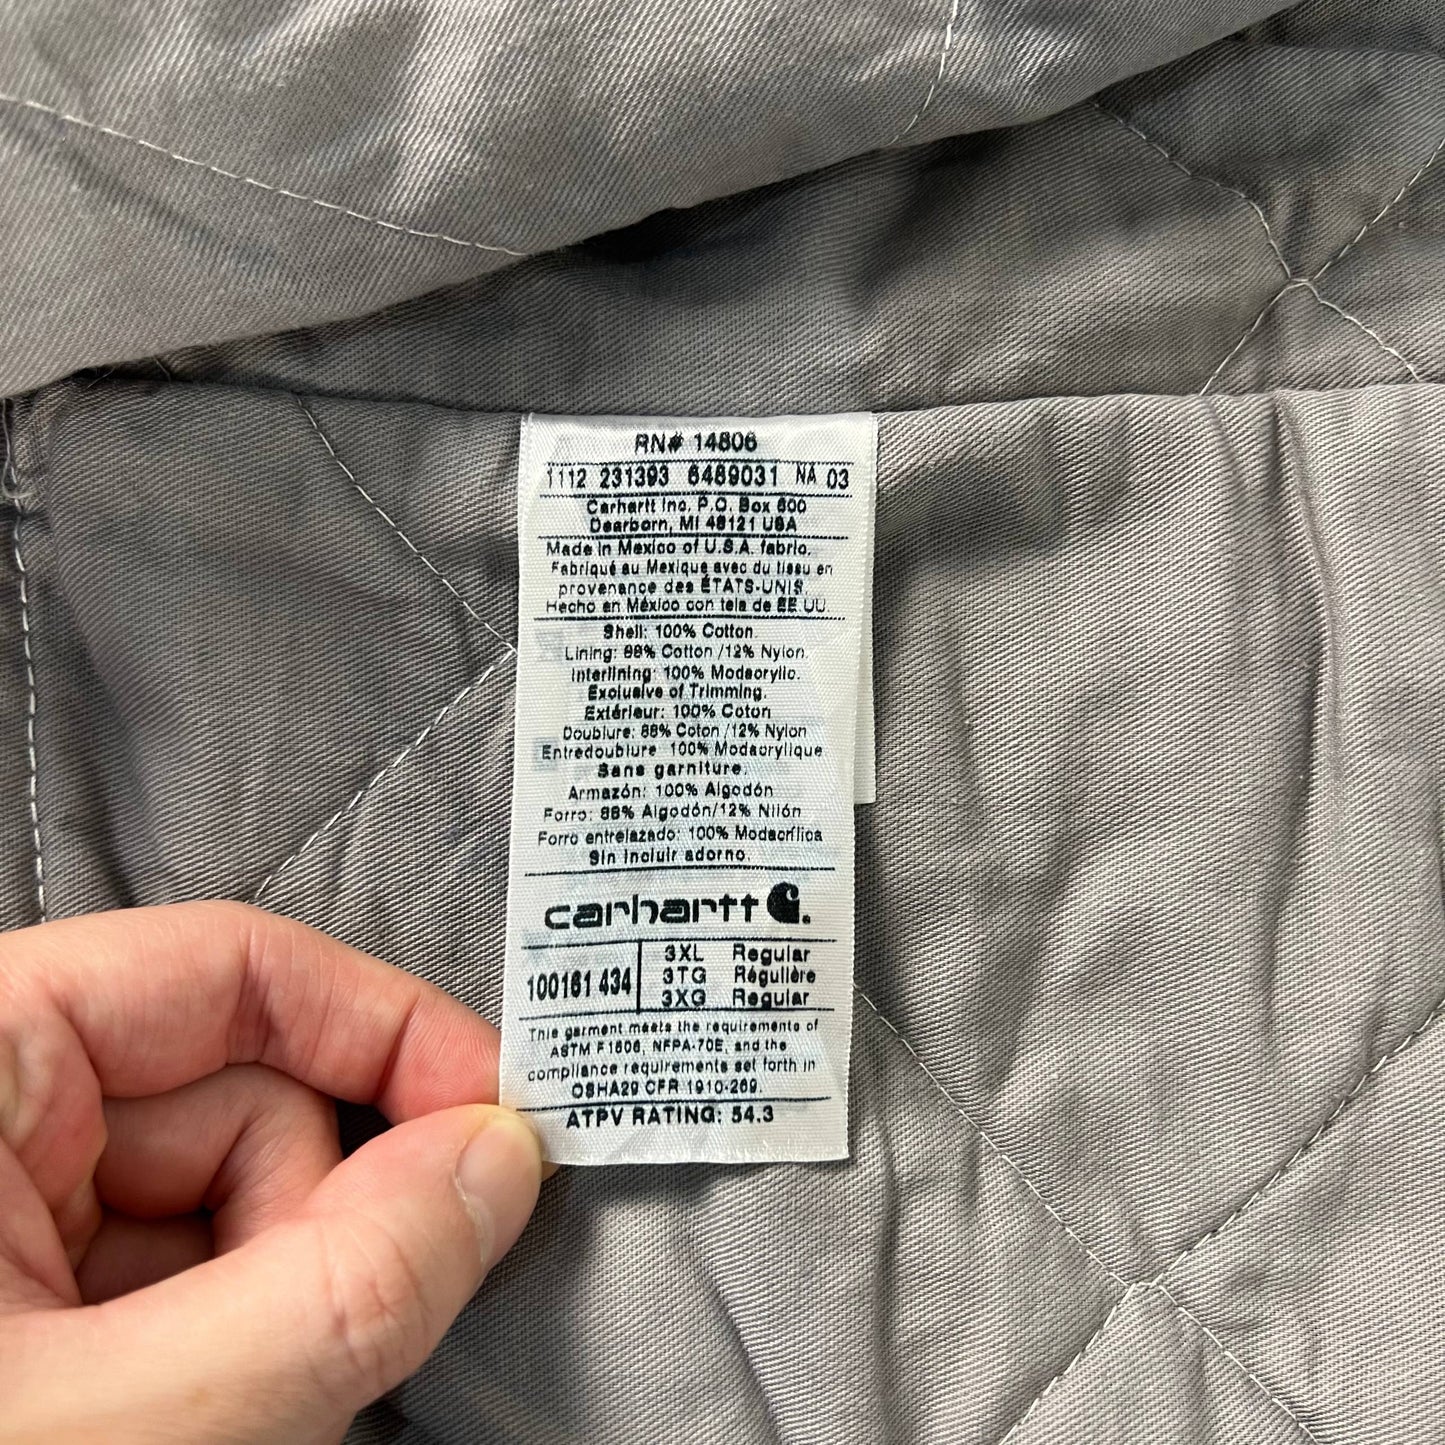 RN# 14806
1112 231393 6489031 NA 03
Carhartt Inc. P.O. Box 600
Dearborn, MI 48121 USA
Made in Mexico of U.S.A. fabric.
Fabriqué au Mexique avec du tissu en
provenance des ÉTATS-UNIS.
Hecho en México con tela de EE.UU.
Shell: 100% Cotton.
Lining: 88% Cotton /12% Nylon.
Interlining: 100% Modacrylic.
Exclusive of Trimming.
Extérieur: 100% Coton
Doublure: 88% Coton /12% Nylon
Entredoublure 100% Modacrylique
Sans garniture.
Armazón: 100% Algodón
Forro: 88% Algodón/12% Nilón
Forro entrelazado: 100% Modacrílica
Sin incluir adorno.
carhartt
100161 434
3XL Regular
3TG Régulière
3XG Regular
This garment meets the requirements of
ASTM F1506, NFPA-70E, and the
compliance requirements set forth in
OSHA29 CFR 1910-269.
ATPV RATING: 54.3